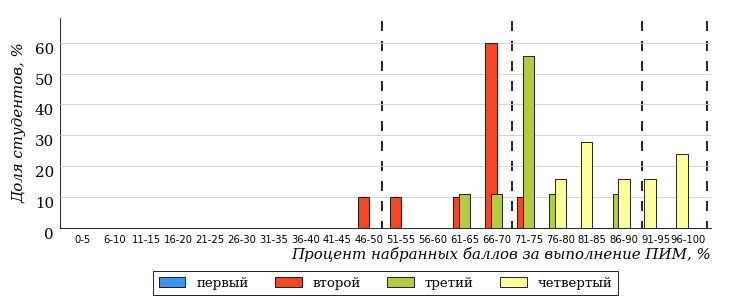 Доля студентов, %
60
50
40
30
20
10
0
0-5 6-10 11-15 16-20 21-25 26-30 31-35 36-40 41-45 46-50 51-55 56-60 61-65 66-70 71-75 76-80 81-85 86-90 91-95 96-100
Процент набранных баллов за выполнение ПИМ, %
первый второй третий четвертый